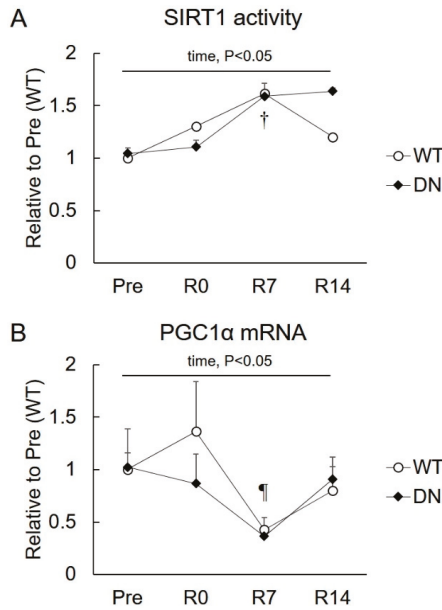 A
SIRT1 activity
time, P<0.05
Relative to Pre (WT)
2
1.5
1
0.5
0
†
Pre R0 R7 R14
WT
DN
B
PGC1α mRNA
time, P<0.05
Relative to Pre (WT)
2
1.5
1
0.5
0
¶
Pre R0 R7 R14
WT
DN